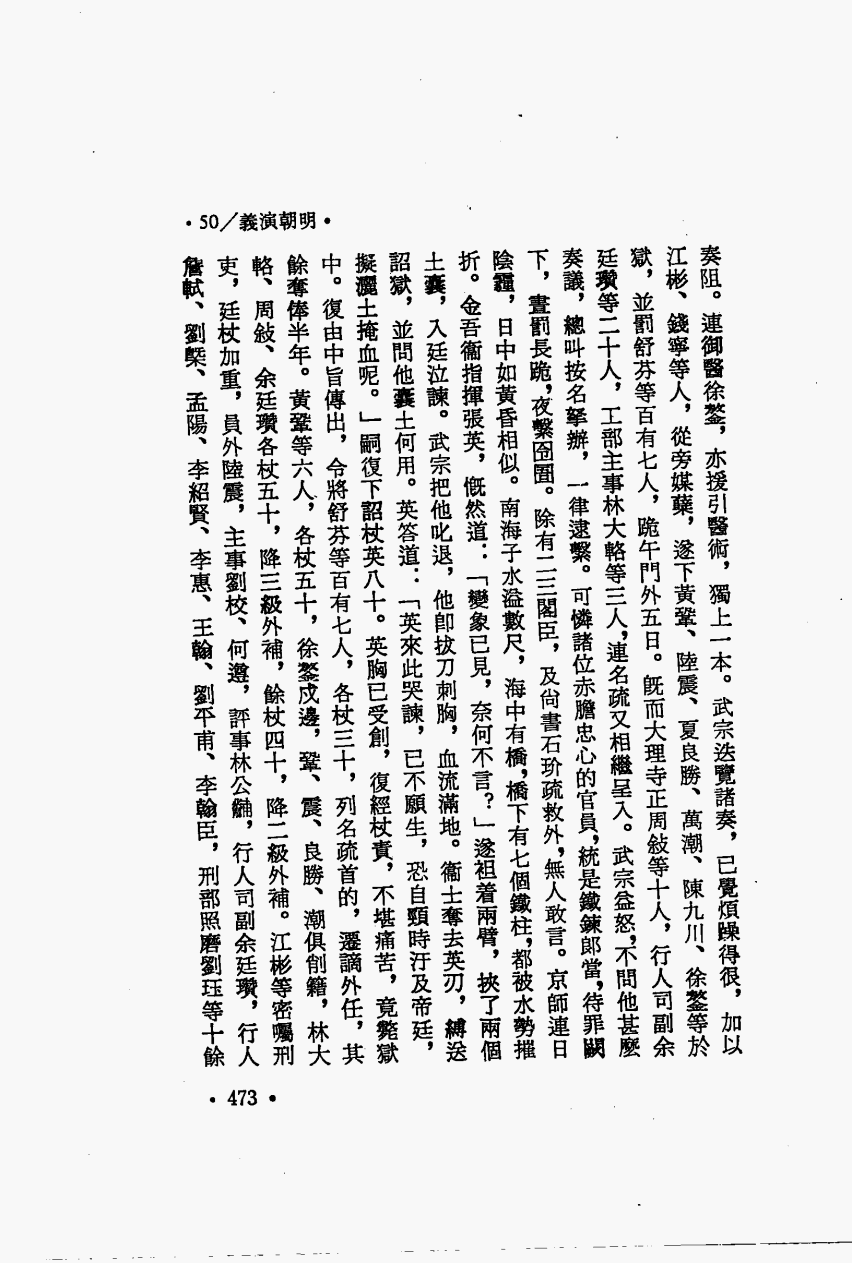 •50／義演朝明•
奏阻。連御醫徐鏊，亦援引醫術，獨上一本。武宗迭覽諸奏，已覺煩躁得很，加以
江彬、錢寧等人，從旁媒蘖，遂下黃鞏、陸震、夏良勝、萬潮、陳九川、徐鏊等於
獄，並罰舒芬等百有七人，跪午門外五日。既而大理寺正周敍等十人，行人司副余
廷瓚等二十人，工部主事林大輅等三人，連名疏又相繼呈入。武宗益怒，不問他甚麼
奏議，總叫按名拏辦，一律逮繫。可憐諸位赤膽忠心的官員，統是鐵鍊郎當，待罪闕
下，晝罰長跪，夜繫囹圄。除有二三閣臣，及尚書石玠疏救外，無人敢言。京師連日
陰霾，日中如黃昏相似。南海子水溢數尺，海中有橋，橋下有七個鐵柱，都被水勢摧
折。金吾衞指揮張英，慨然道：「變象已見，奈何不言？」遂袒着兩臂，挾了兩個
土囊，入廷泣諫。武宗把他叱退，他卽拔刀刺胸，血流滿地。衞士奪去英刃，縛送
詔獄，並問他囊土何用。英答道：「英來此哭諫，已不願生，恐自頸時汙及帝廷，
擬灑土掩血呢。」嗣復下詔杖英八十。英胸已受創，復經杖責，不堪痛苦，竟斃獄
中。復由中旨傳出，令將舒芬等百有七人，各杖三十，列名疏首的，遷謫外任，其
餘奪俸半年。黃鞏等六人，各杖五十，徐鏊戍邊，鞏、震、良勝、潮俱削籍，林大
輅、周敍、余廷瓚各杖五十，降三級外補，餘杖四十，降二級外補。江彬等密囑刑
吏，廷杖加重，員外陸震，主事劉校、何遵，評事林公黼，行人司副余廷瓚，行人
詹軾、劉槩、孟陽、李紹賢、李惠、王翰、劉平甫、李翰臣，刑部照磨劉珏等十餘
•473•